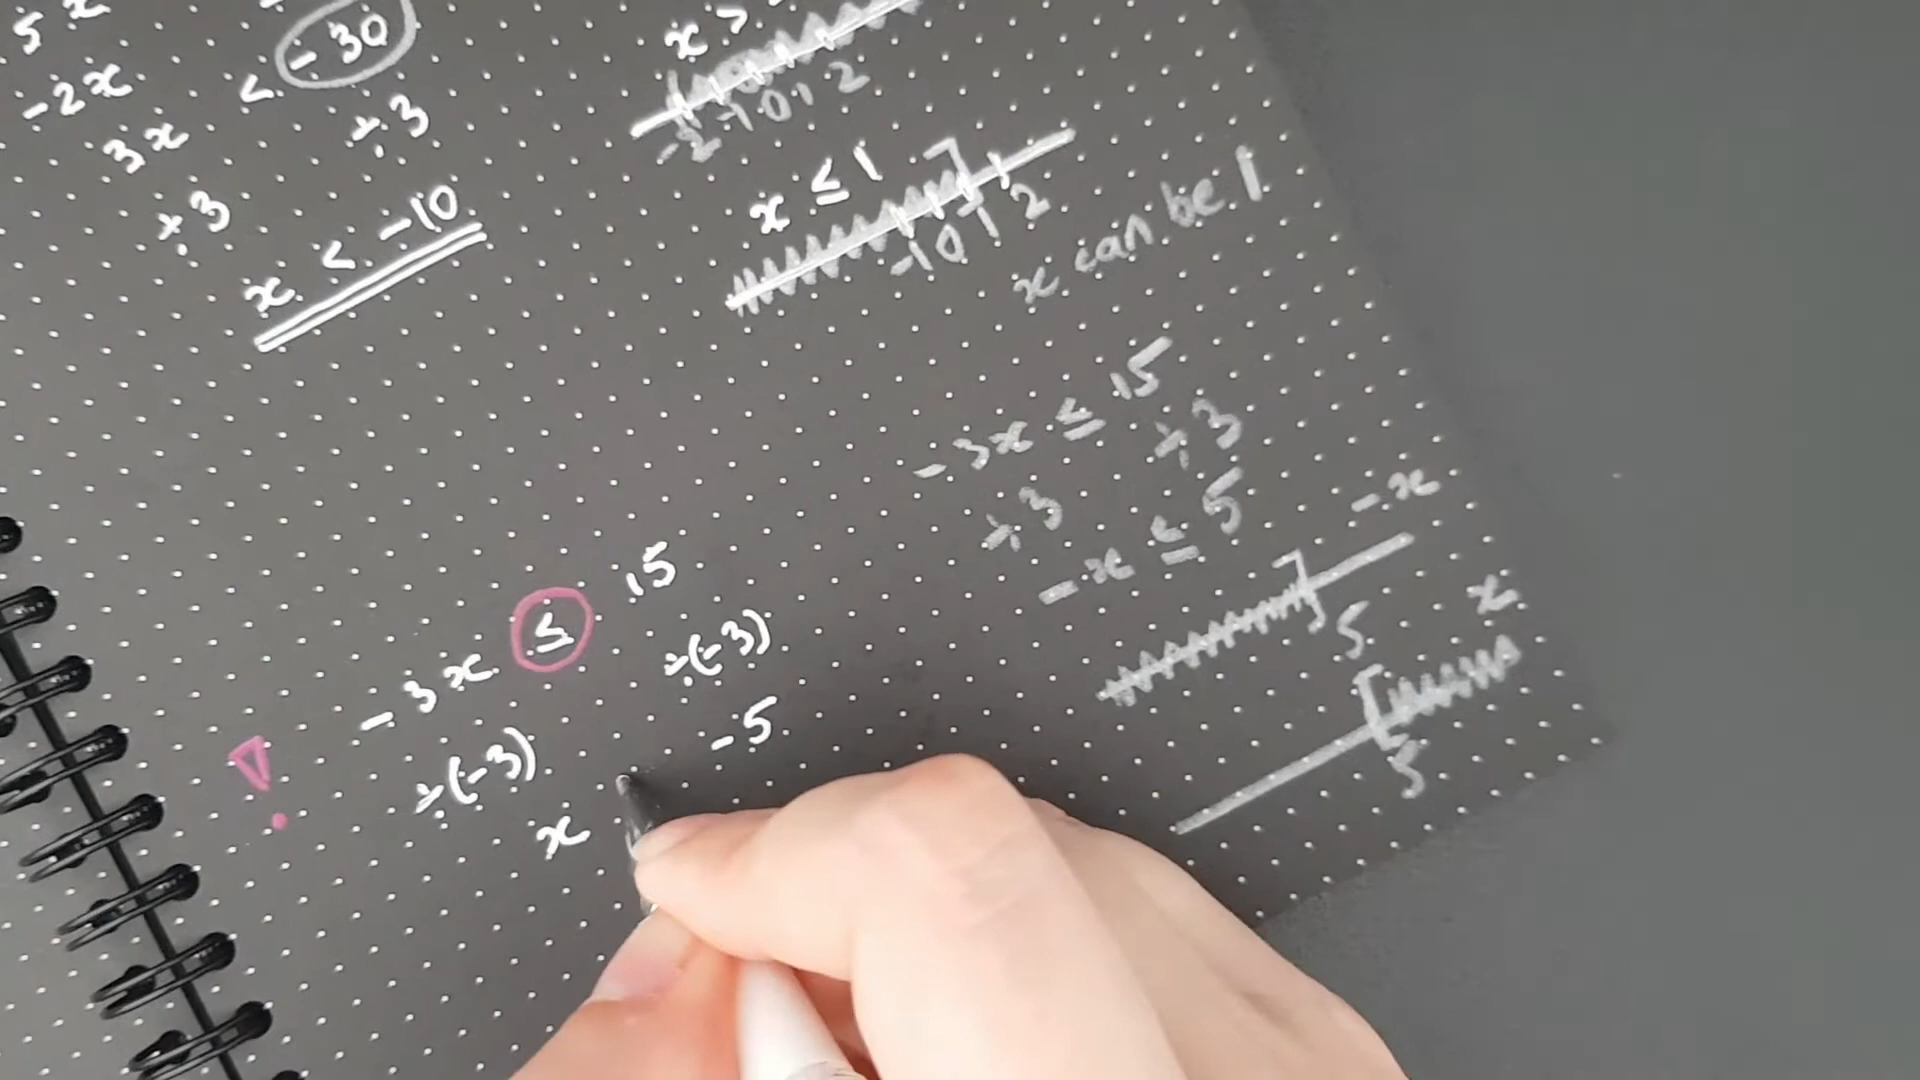 5x
-2x < -30
3x ÷3
÷3
x < -10
x >
-2 -1 0 1 2
x ≤ 1
-1 0 1 2
x can be 1
-3x ≤ 15
÷3 ÷3
-x ≤ 5
-x
5
x
5
-3x ≤ 15
! ÷(-3) ÷(-3)
x -5